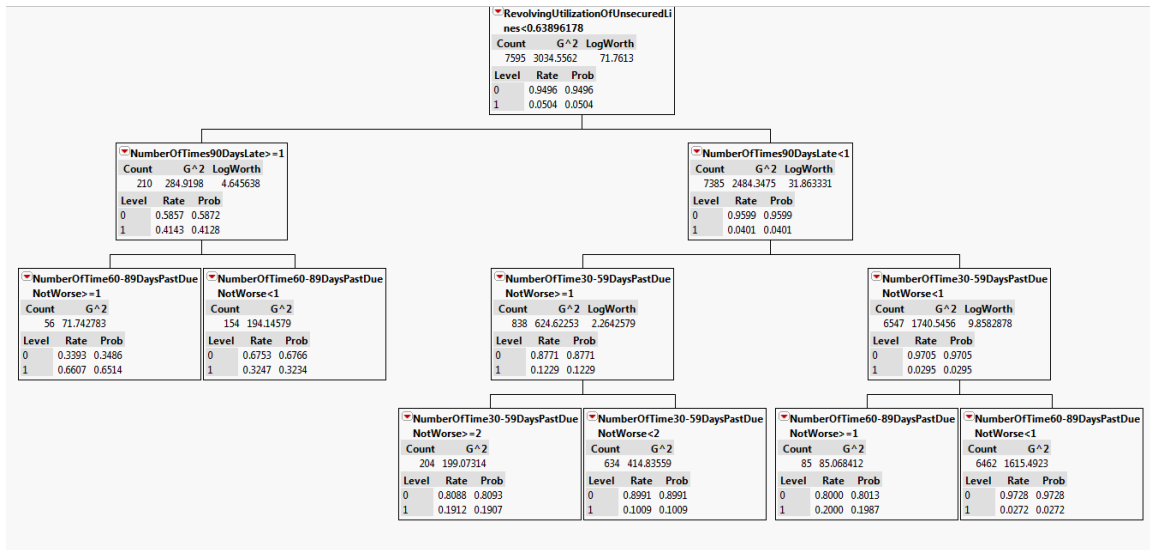 RevolvingUtilizationOfUnsecuredLi
nes<0.63896178
Count G^2 LogWorth
7595 3034.5562 71.7613
Level Rate Prob
0 0.9496 0.9496
1 0.0504 0.0504
NumberOfTimes90DaysLate>=1
Count G^2 LogWorth
210 284.9198 4.645638
Level Rate Prob
0 0.5857 0.5872
1 0.4143 0.4128
NumberOfTimes90DaysLate<1
Count G^2 LogWorth
7385 2484.3475 31.863331
Level Rate Prob
0 0.9599 0.9599
1 0.0401 0.0401
NumberOfTime60-89DaysPastDue
NotWorse>=1
Count G^2
56 71.742783
Level Rate Prob
0 0.3393 0.3486
1 0.6607 0.6514
NumberOfTime60-89DaysPastDue
NotWorse<1
Count G^2
154 194.14579
Level Rate Prob
0 0.6753 0.6766
1 0.3247 0.3234
NumberOfTime30-59DaysPastDue
NotWorse>=1
Count G^2 LogWorth
838 624.62253 2.2642579
Level Rate Prob
0 0.8771 0.8771
1 0.1229 0.1229
NumberOfTime30-59DaysPastDue
NotWorse<1
Count G^2 LogWorth
6547 1740.5456 9.8582878
Level Rate Prob
0 0.9705 0.9705
1 0.0295 0.0295
NumberOfTime30-59DaysPastDue
NotWorse>=2
Count G^2
204 199.07314
Level Rate Prob
0 0.8088 0.8093
1 0.1912 0.1907
NumberOfTime30-59DaysPastDue
NotWorse<2
Count G^2
634 414.83559
Level Rate Prob
0 0.8991 0.8991
1 0.1009 0.1009
NumberOfTime60-89DaysPastDue
NotWorse>=1
Count G^2
85 85.068412
Level Rate Prob
0 0.8000 0.8013
1 0.2000 0.1987
NumberOfTime60-89DaysPastDue
NotWorse<1
Count G^2
6462 1615.4923
Level Rate Prob
0 0.9728 0.9728
1 0.0272 0.0272